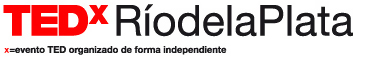 TEDx RíodelaPlata
x=evento TED organizado de forma independiente